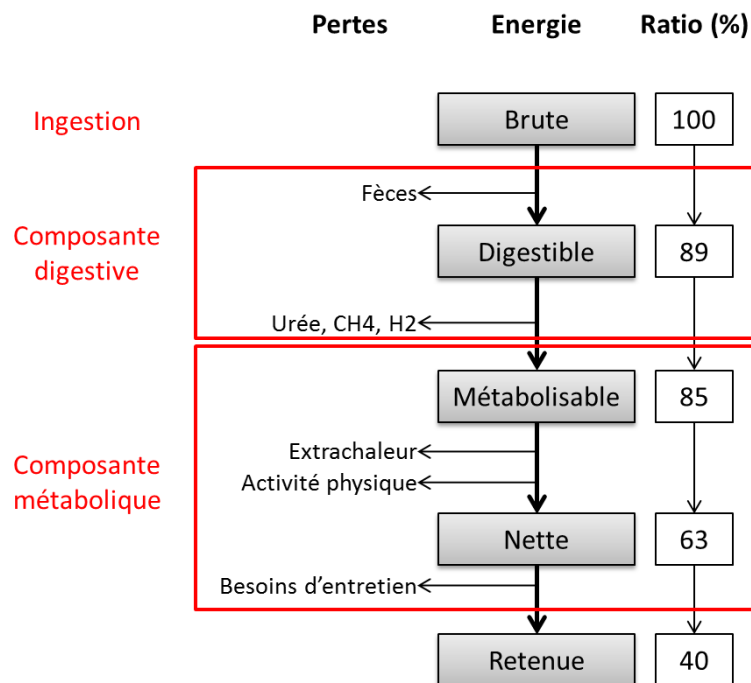 Pertes Energie Ratio (%)
Ingestion Brute 100
Fèces
Composante
digestive
Digestible 89
Urée, CH4, H2
Métabolisable 85
Extrachaleur
Activité physique
Composante
métabolique
Nette 63
Besoins d'entretien
Retenue 40